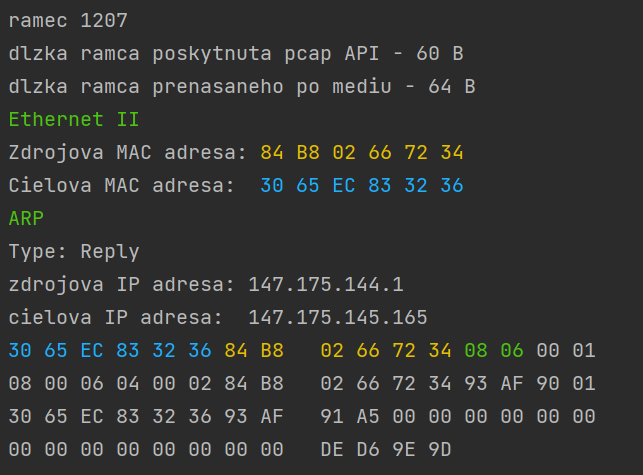 ramec 1207
dlzka ramca poskytnuta pcap API - 60 B
dlzka ramca prenasaneho po mediu - 64 B
Ethernet II
Zdrojova MAC adresa: 84 B8 02 66 72 34
Cielova MAC adresa:  30 65 EC 83 32 36
ARP
Type: Reply
zdrojova IP adresa: 147.175.144.1
cielova IP adresa:  147.175.145.165
30 65 EC 83 32 36 84 B8   02 66 72 34 08 06 00 01
08 00 06 04 00 02 84 B8   02 66 72 34 93 AF 90 01
30 65 EC 83 32 36 93 AF   91 A5 00 00 00 00 00 00
00 00 00 00 00 00 00 00   DE D6 9E 9D